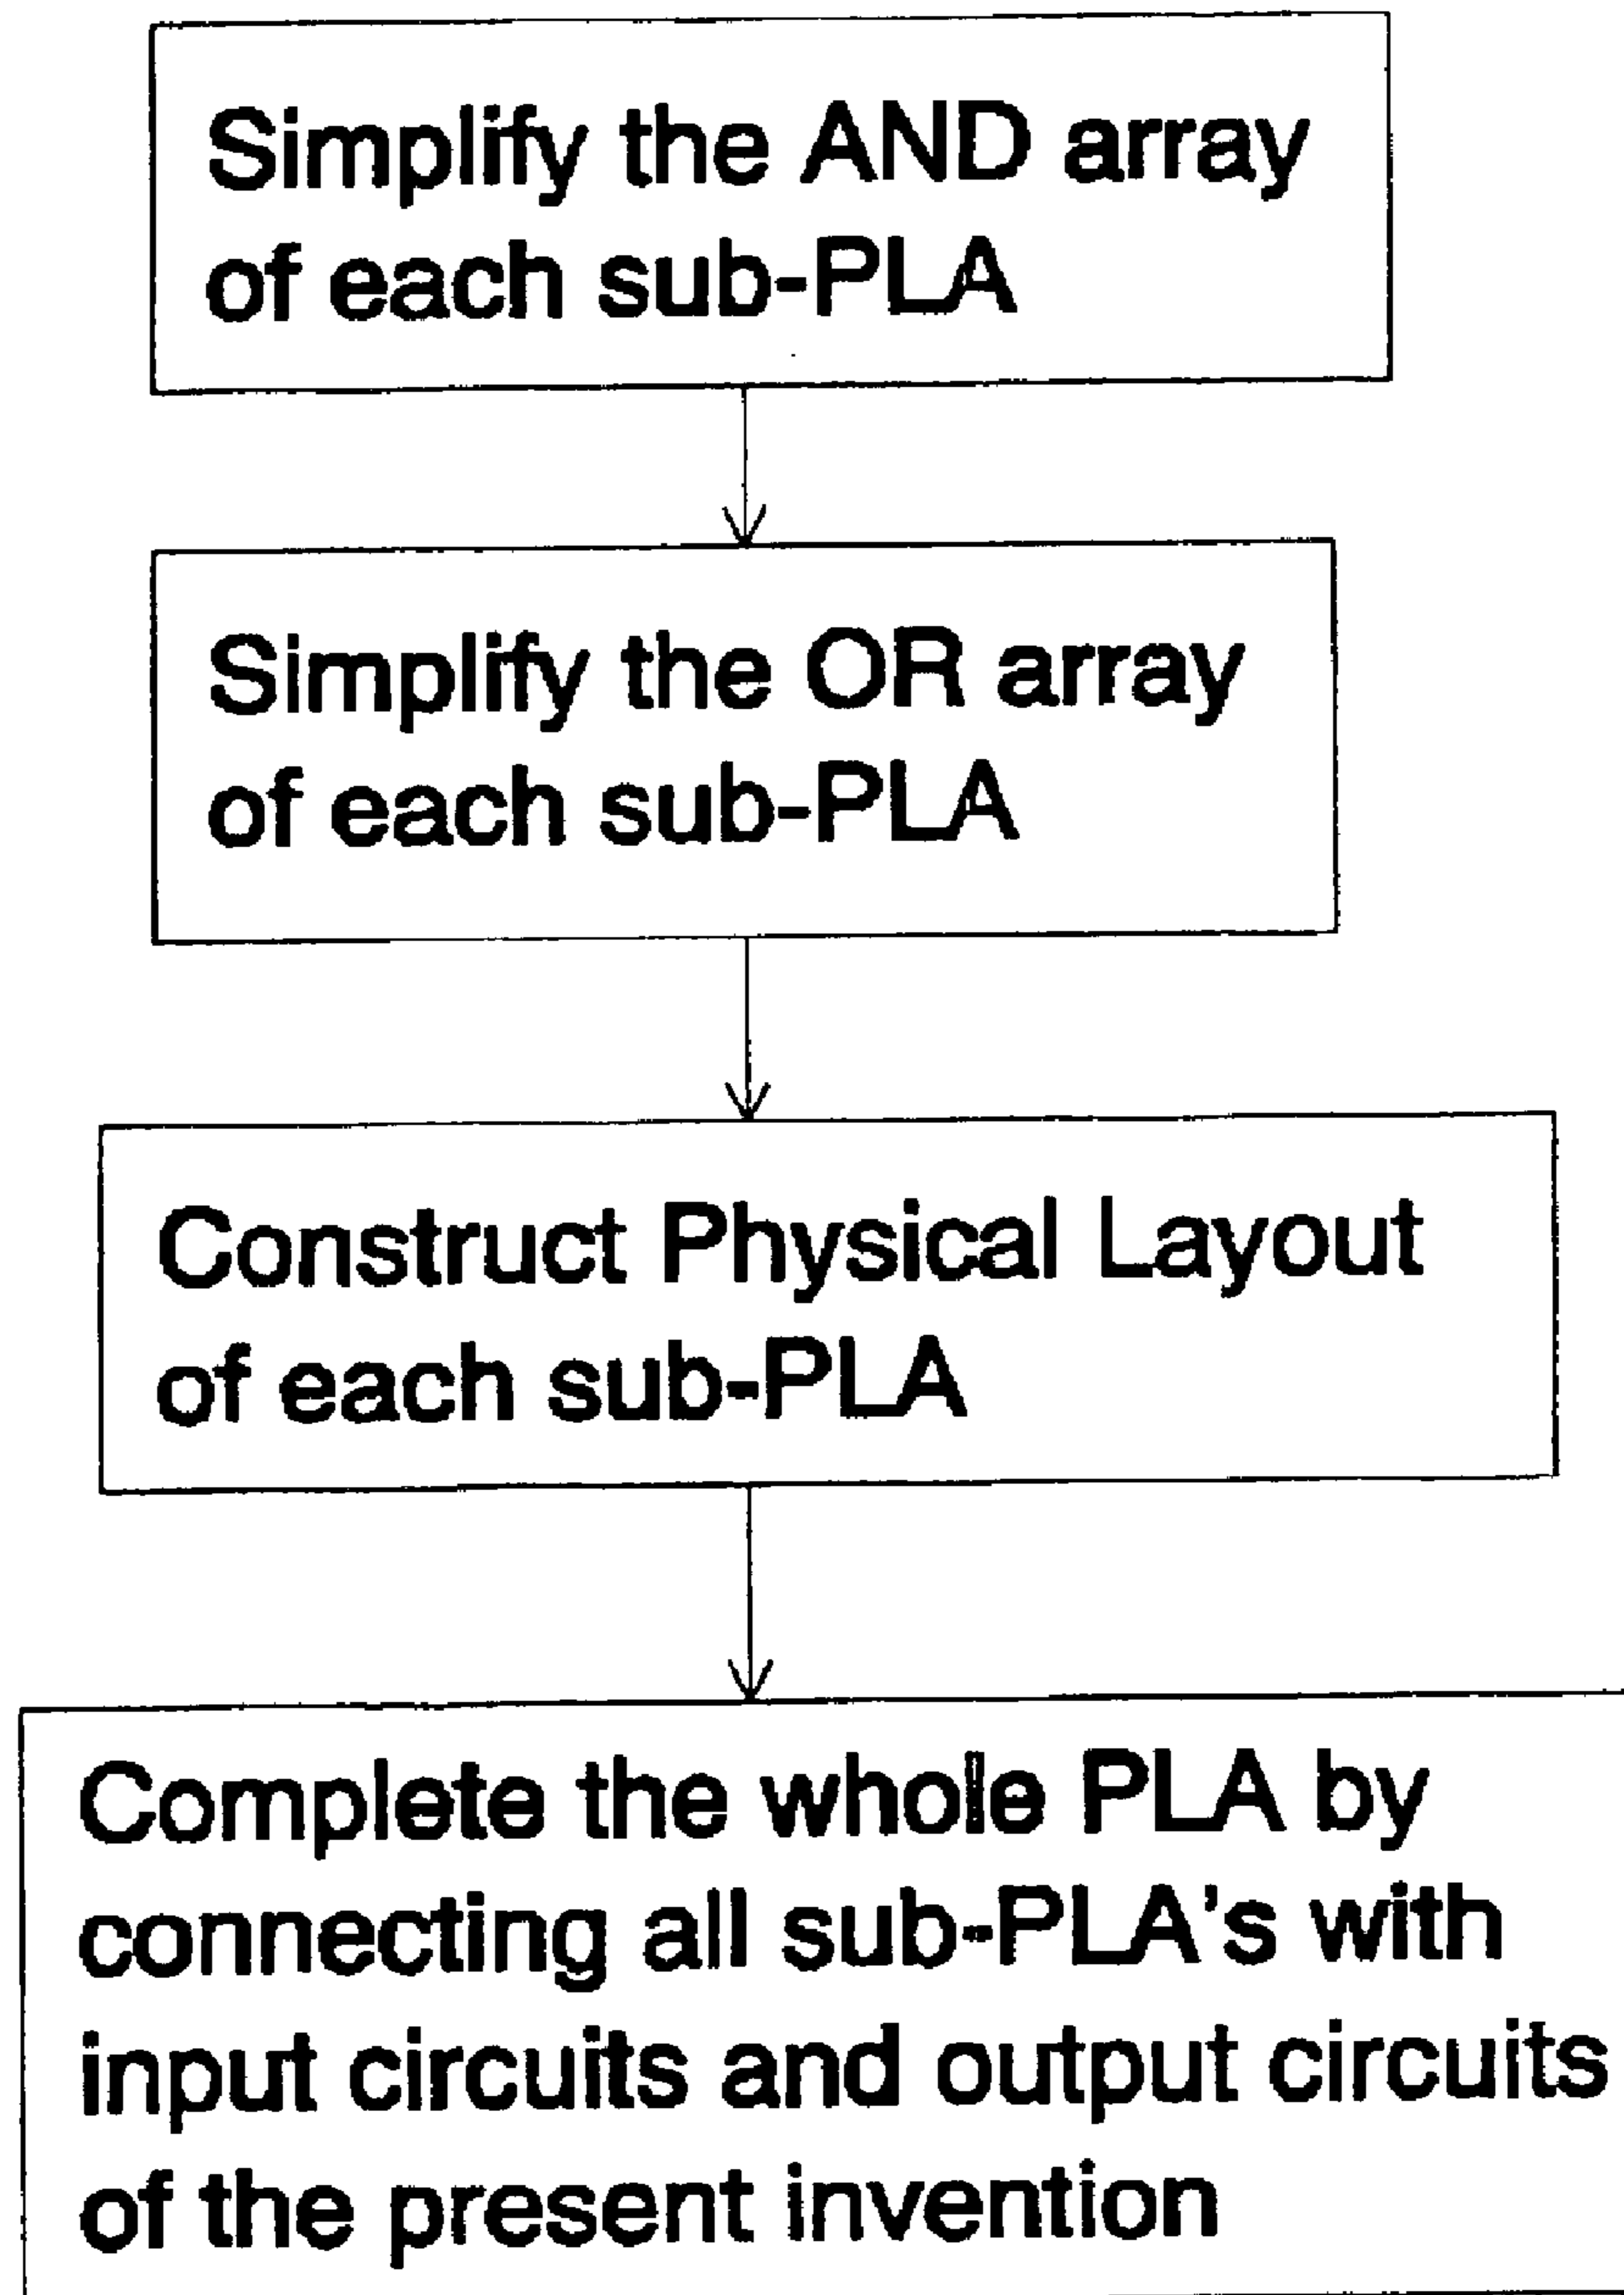 Simplify the AND array
of each sub-PLA
Simplify the OR array
of each sub-PLA
Construct Physical Layout
of each sub-PLA
Complete the whole PLA by
connecting all sub-PLA's with
input circuits and output circuits
of the present invention